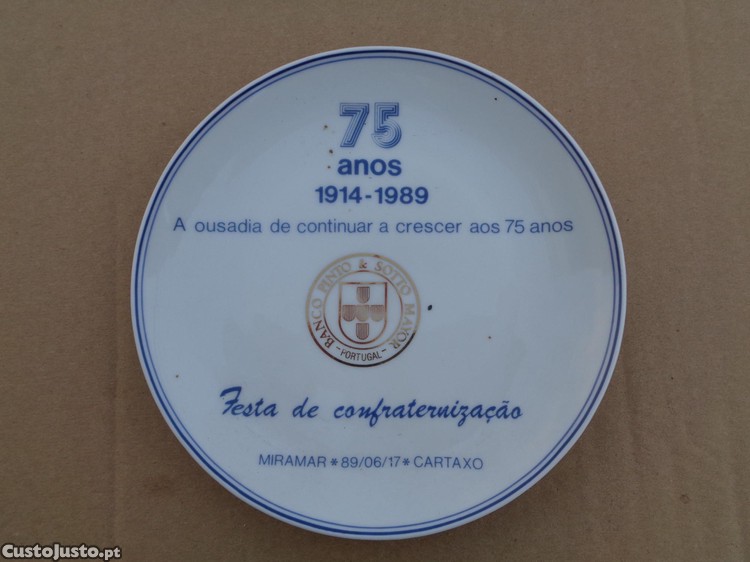 75
anos
1914-1989
A ousadia de continuar a crescer aos 75 anos
BANCO PINTO & SOTTO MAYOR
-PORTUGAL-
Festa de confraternização
MIRAMAR * 89/06/17 * CARTAXO
CustoJusto.pt